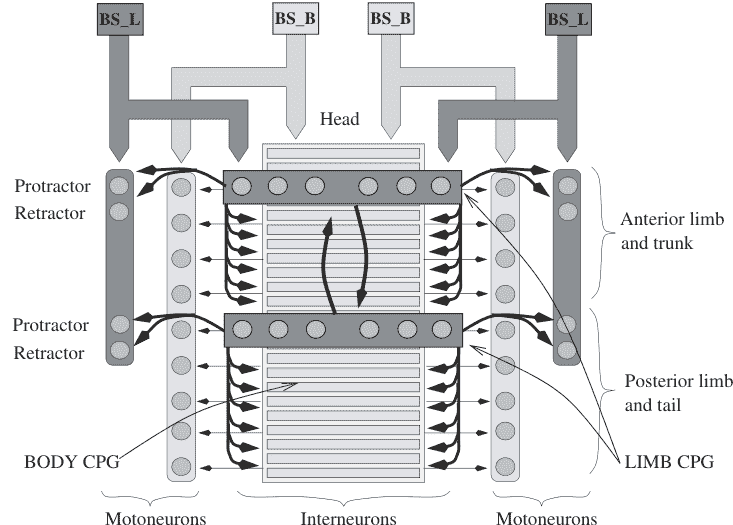 BS_L BS_B BS_B BS_L
Head
Protractor
Retractor
Anterior limb
and trunk
Protractor
Retractor
Posterior limb
and tail
BODY CPG
LIMB CPG
Motoneurons Interneurons Motoneurons